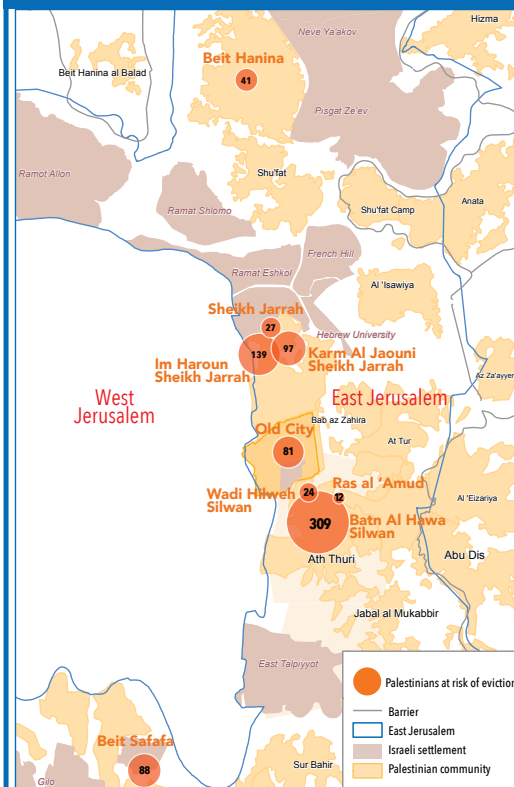 Hizma
Neve Ya'akov
Beit Hanina
Beit Hanina al Balad
41
Pisgat Ze'ev
Ramot Allon
Shu'fat
Anata
Ramat Shlomo
Shu'fat Camp
French Hill
Ramat Eshkol
Al 'Isawiya
Sheikh Jarrah
27
Hebrew University
139
97
Im Haroun
Sheikh Jarrah
Karm Al Jaouni
Sheikh Jarrah
Az Za'ayyem
West
Jerusalem
East Jerusalem
Old City
Bab az Zahira
At Tur
81
Wadi Hilweh
Silwan
24
Ras al 'Amud
12
Al 'Eizariya
309
Batn Al Hawa
Silwan
Ath Thuri
Abu Dis
Jabal al Mukabbir
East Talpiyyot
Palestinians at risk of eviction
Barrier
East Jerusalem
Israeli settlement
Palestinian community
Beit Safafa
88
Gilo
Sur Bahir